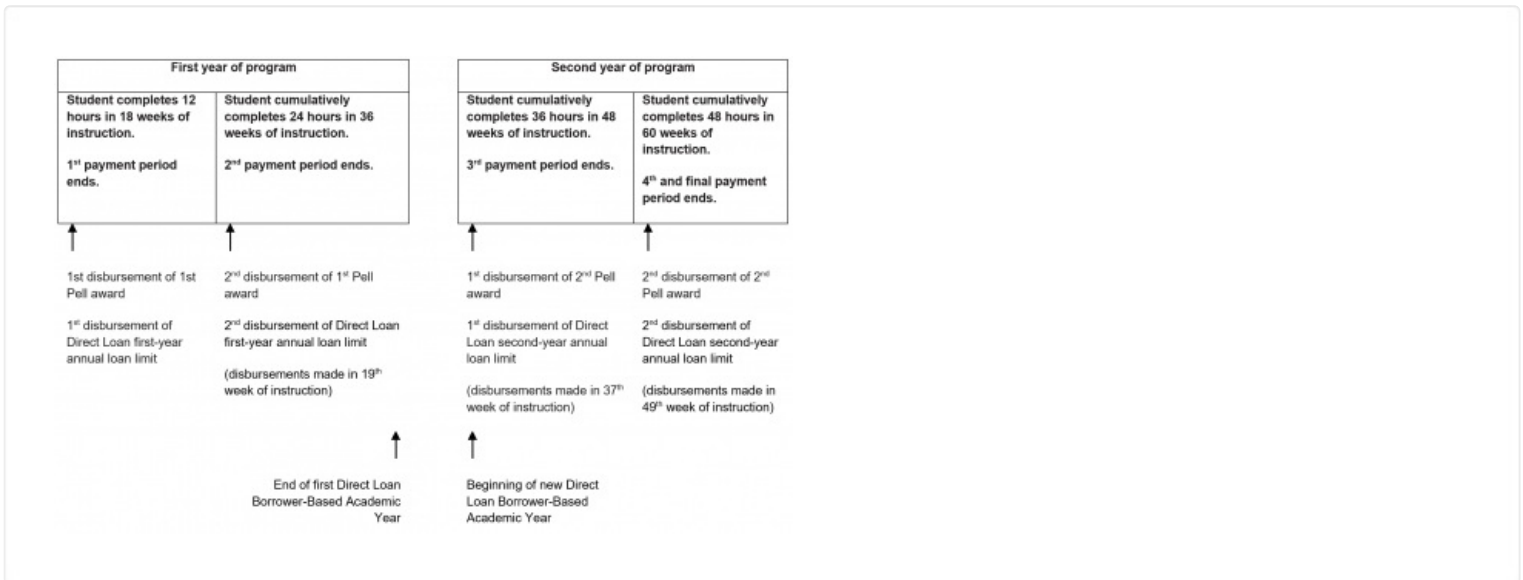 First year of program
Student completes 12
hours in 18 weeks of
instruction.
1st payment period
ends.
Student cumulatively
completes 24 hours in 36
weeks of instruction.
2nd payment period ends.
Second year of program
Student cumulatively
completes 36 hours in 48
weeks of instruction.
3rd payment period ends.
Student cumulatively
completes 48 hours in
60 weeks of
instruction.
4th and final payment
period ends.
1st disbursement of 1st
Pell award
1st disbursement of
Direct Loan first-year
annual loan limit
2nd disbursement of 1st Pell
award
2nd disbursement of Direct Loan
first-year annual loan limit
(disbursements made in 19th
week of instruction)
1st disbursement of 2nd Pell
award
1st disbursement of Direct
Loan second-year annual
loan limit
(disbursements made in 37th
week of instruction)
2nd disbursement of 2nd
Pell award
2nd disbursement of
Direct Loan second-year
annual loan limit
(disbursements made in
49th week of instruction)
End of first Direct Loan
Borrower-Based Academic
Year
Beginning of new Direct
Loan Borrower-Based
Academic Year